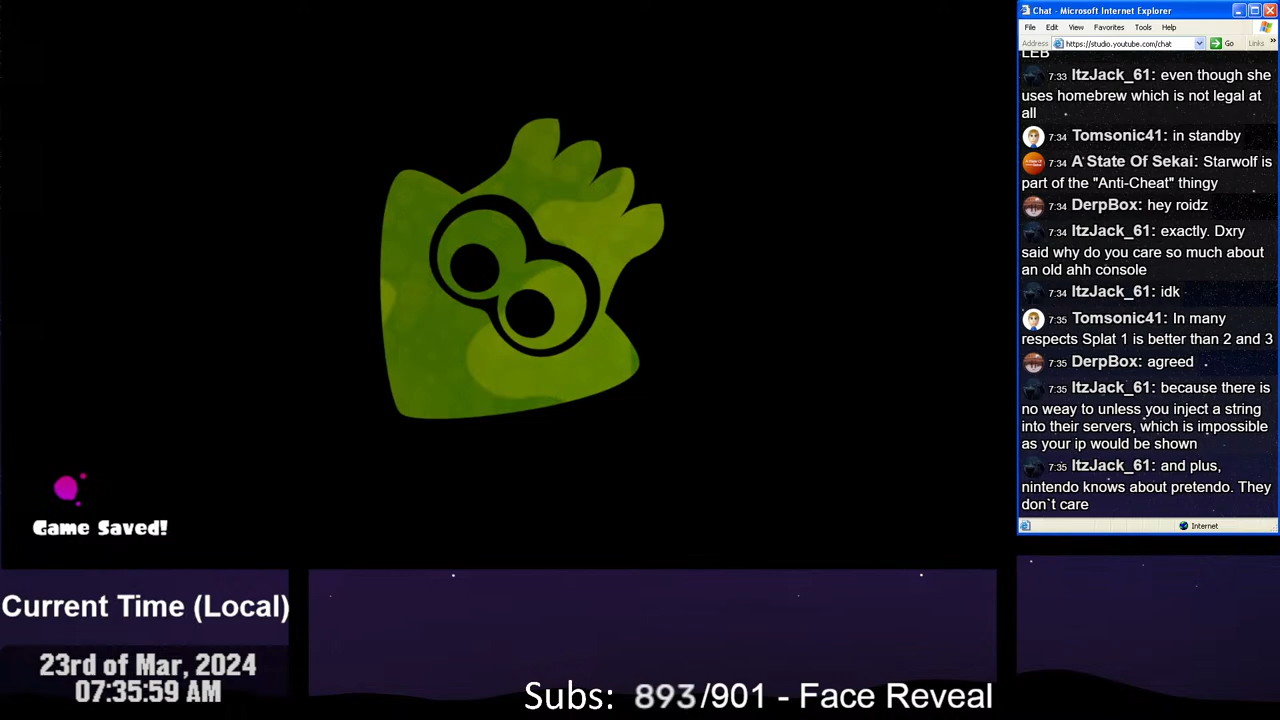 Chat - Microsoft Internet Explorer
File Edit View Favorites Tools Help
Address https://studio.youtube.com/chat Go Links »
LEB
7:33 ItzJack_61: even though she
uses homebrew which is not legal at
all
7:34 Tomsonic41: in standby
7:34 A State Of Sekai: Starwolf is
part of the "Anti-Cheat" thingy
7:34 DerpBox: hey roidz
7:34 ItzJack_61: exactly. Dxry
said why do you care so much about
an old ahh console
7:34 ItzJack_61: idk
7:35 Tomsonic41: In many
respects Splat 1 is better than 2 and 3
7:35 DerpBox: agreed
7:35 ItzJack_61: because there is
no weay to unless you inject a string
into their servers, which is impossible
as your ip would be shown
7:35 ItzJack_61: and plus,
nintendo knows about pretendo. They
don`t care
Internet
Game Saved!
Current Time (Local)
23rd of Mar, 2024
07:35:59 AM
Subs: 893/901 - Face Reveal